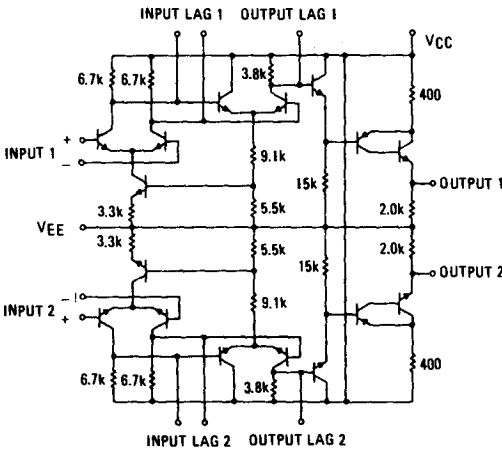 INPUT LAG 1 OUTPUT LAG 1
VCC
6.7k 6.7k 3.8k
400
+
INPUT 1
-
9.1k
15k
OUTPUT 1
3.3k 5.5k 2.0k
VEE
3.3k 5.5k 2.0k
15k
OUTPUT 2
-
INPUT 2
+
9.1k
6.7k 6.7k 3.8k
400
INPUT LAG 2 OUTPUT LAG 2